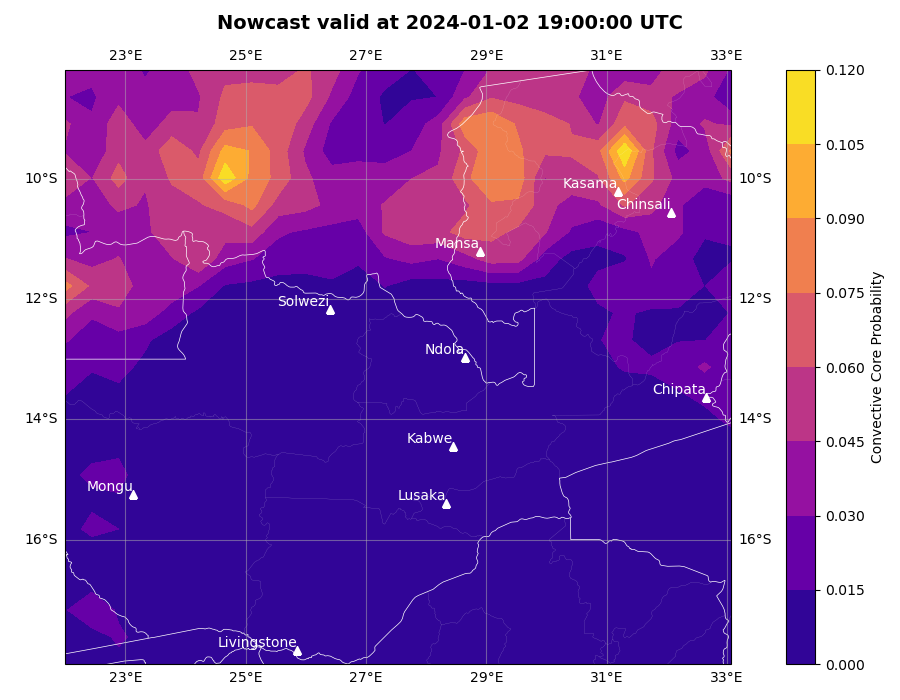 Nowcast valid at 2024-01-02 19:00:00 UTC
23°E 25°E 27°E 29°E 31°E 33°E
0.120
0.105
10°S 10°S
Kasama
Chinsali
0.090
Mansa
0.075
12°S 12°S
Solwezi
Ndola
0.060
Chipata
14°S 14°S
Kabwe
0.045
Mongu
Lusaka
0.030
16°S 16°S
0.015
Livingstone
0.000
23°E 25°E 27°E 29°E 31°E 33°E
Convective Core Probability